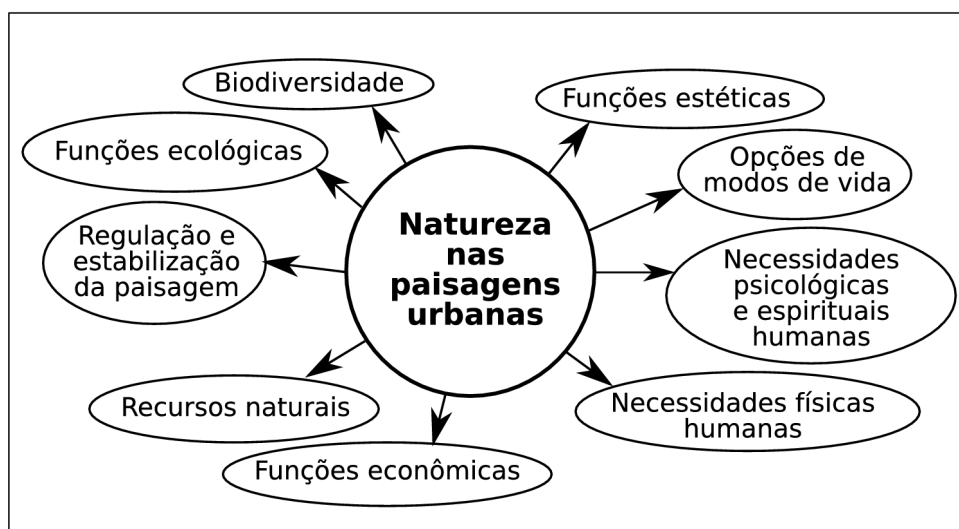 Biodiversidade
Funções estéticas
Funções ecológicas
Opções de
modos de vida
Natureza
nas
paisagens
urbanas
Regulação e
estabilização
da paisagem
Necessidades
psicológicas
e espirituais
humanas
Recursos naturais
Necessidades físicas
humanas
Funções econômicas